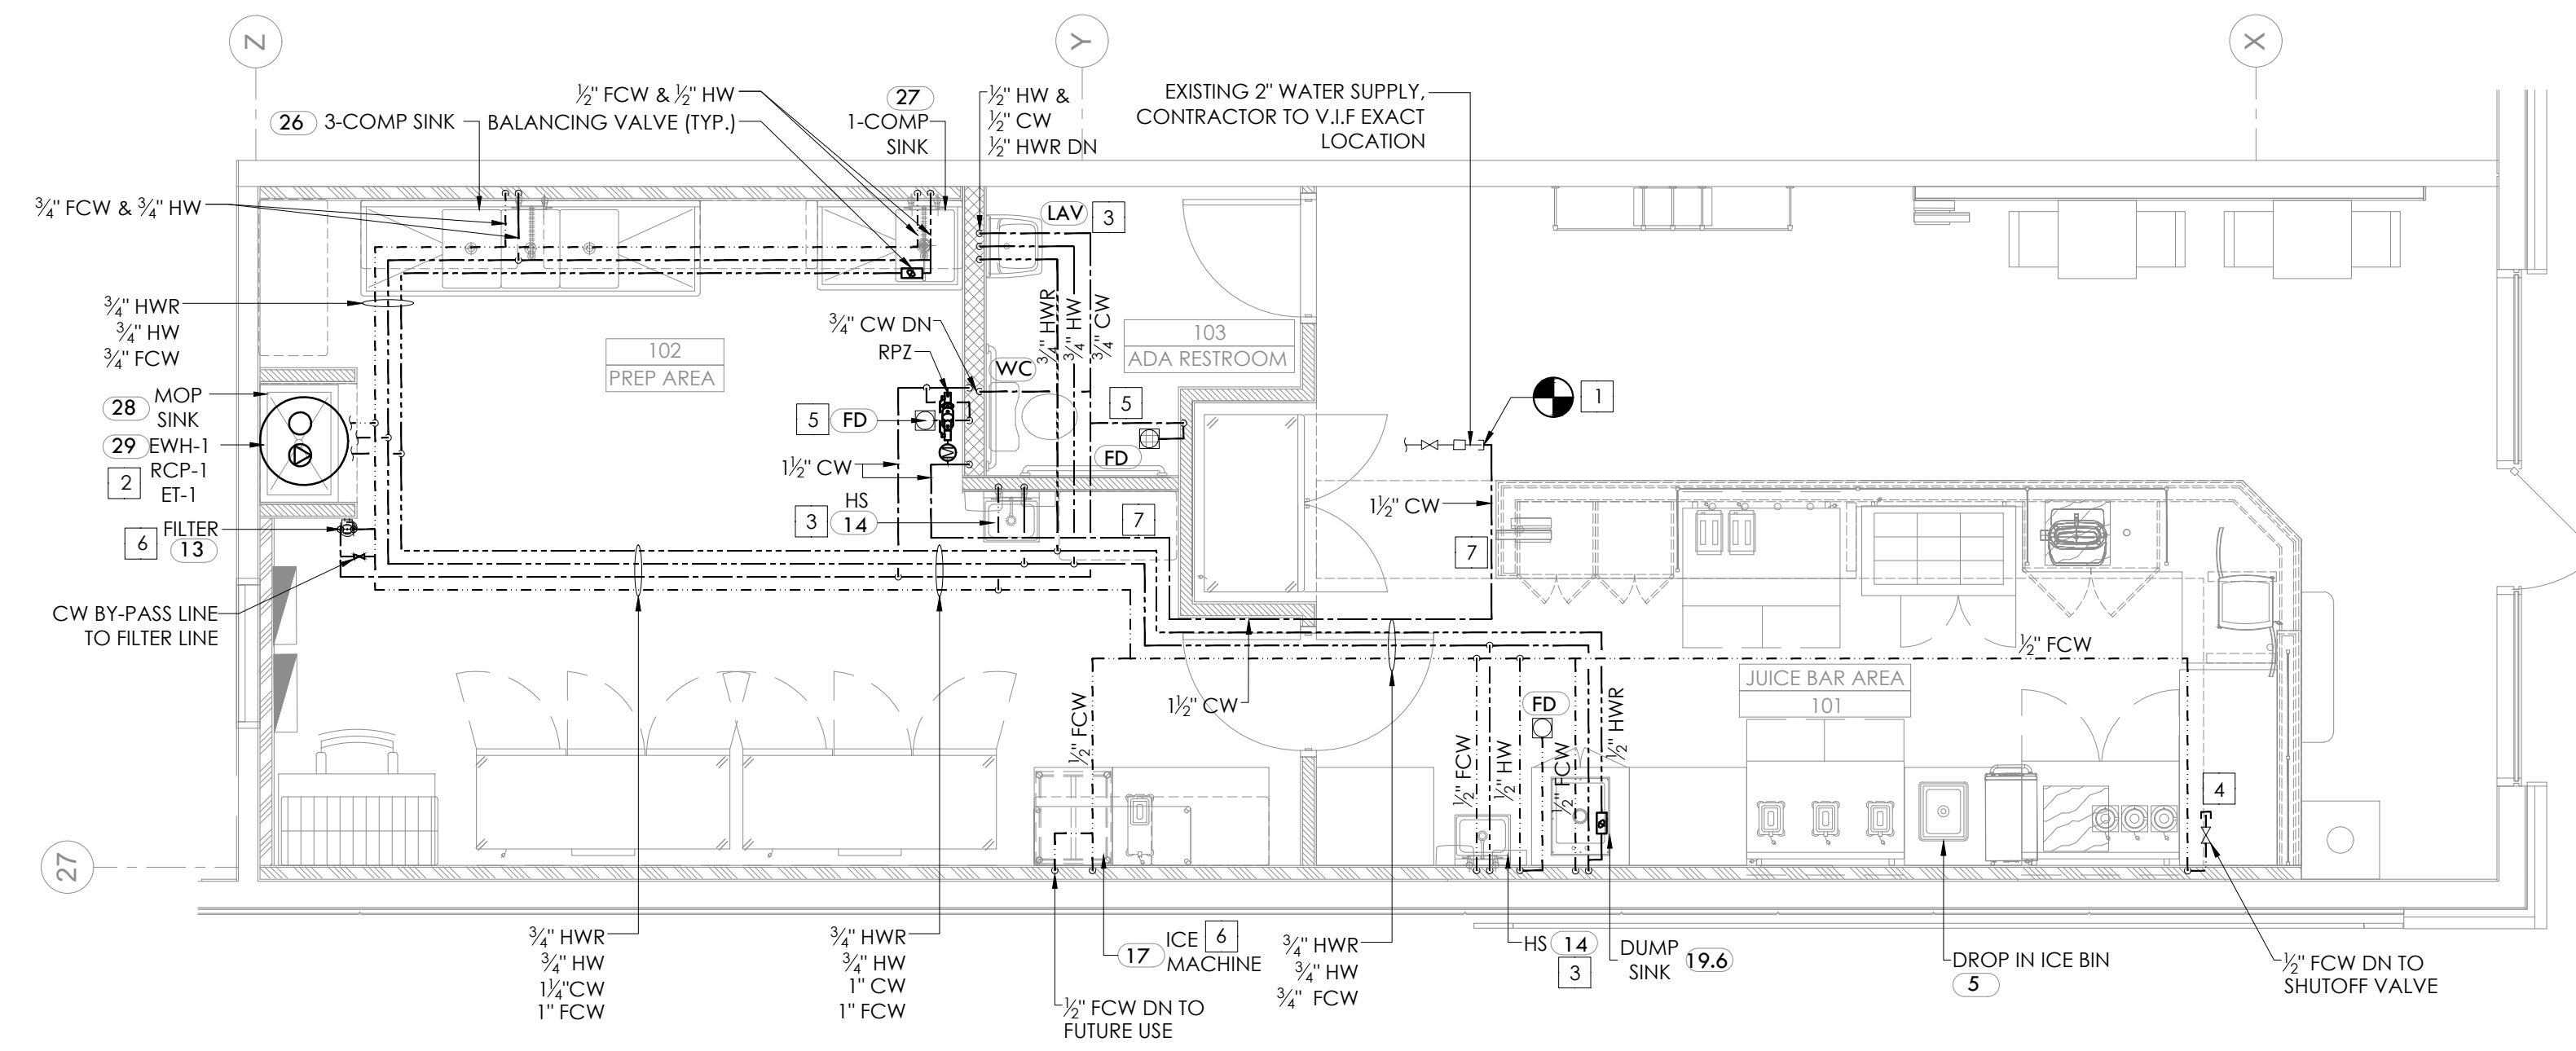 Z
Y
X
½" FCW & ½" HW
BALANCING VALVE (TYP.)
26 3-COMP SINK
27
1-COMP
SINK
½" HW &
½" CW
½" HWR DN
EXISTING 2" WATER SUPPLY,
CONTRACTOR TO V.I.F EXACT
LOCATION
¾" FCW & ¾" HW
LAV 3
¾" HWR
¾" HW
¾" FCW
102
PREP AREA
¾" CW DN
RPZ
WC
¾" HWR
¾" HW
¾" CW
103
ADA RESTROOM
28 MOP
SINK
29 EWH-1
2 RCP-1
ET-1
5 FD
5
FD
1
1½" CW
1½" CW
HS
3 14
7
7
6 FILTER
13
CW BY-PASS LINE
TO FILTER LINE
½" FCW
1½" CW
JUICE BAR AREA
101
½" FCW
½" FCW
½" HW
FD
½" FCW
½" HWR
4
27
¾" HWR
¾" HW
1¼"CW
1" FCW
¾" HWR
¾" HW
1" CW
1" FCW
17 ICE 6
MACHINE
½" FCW DN TO
FUTURE USE
¾" HWR
¾" HW
¾" FCW
HS 14
3
DUMP
SINK 19.6
DROP IN ICE BIN
5
½" FCW DN TO
SHUTOFF VALVE